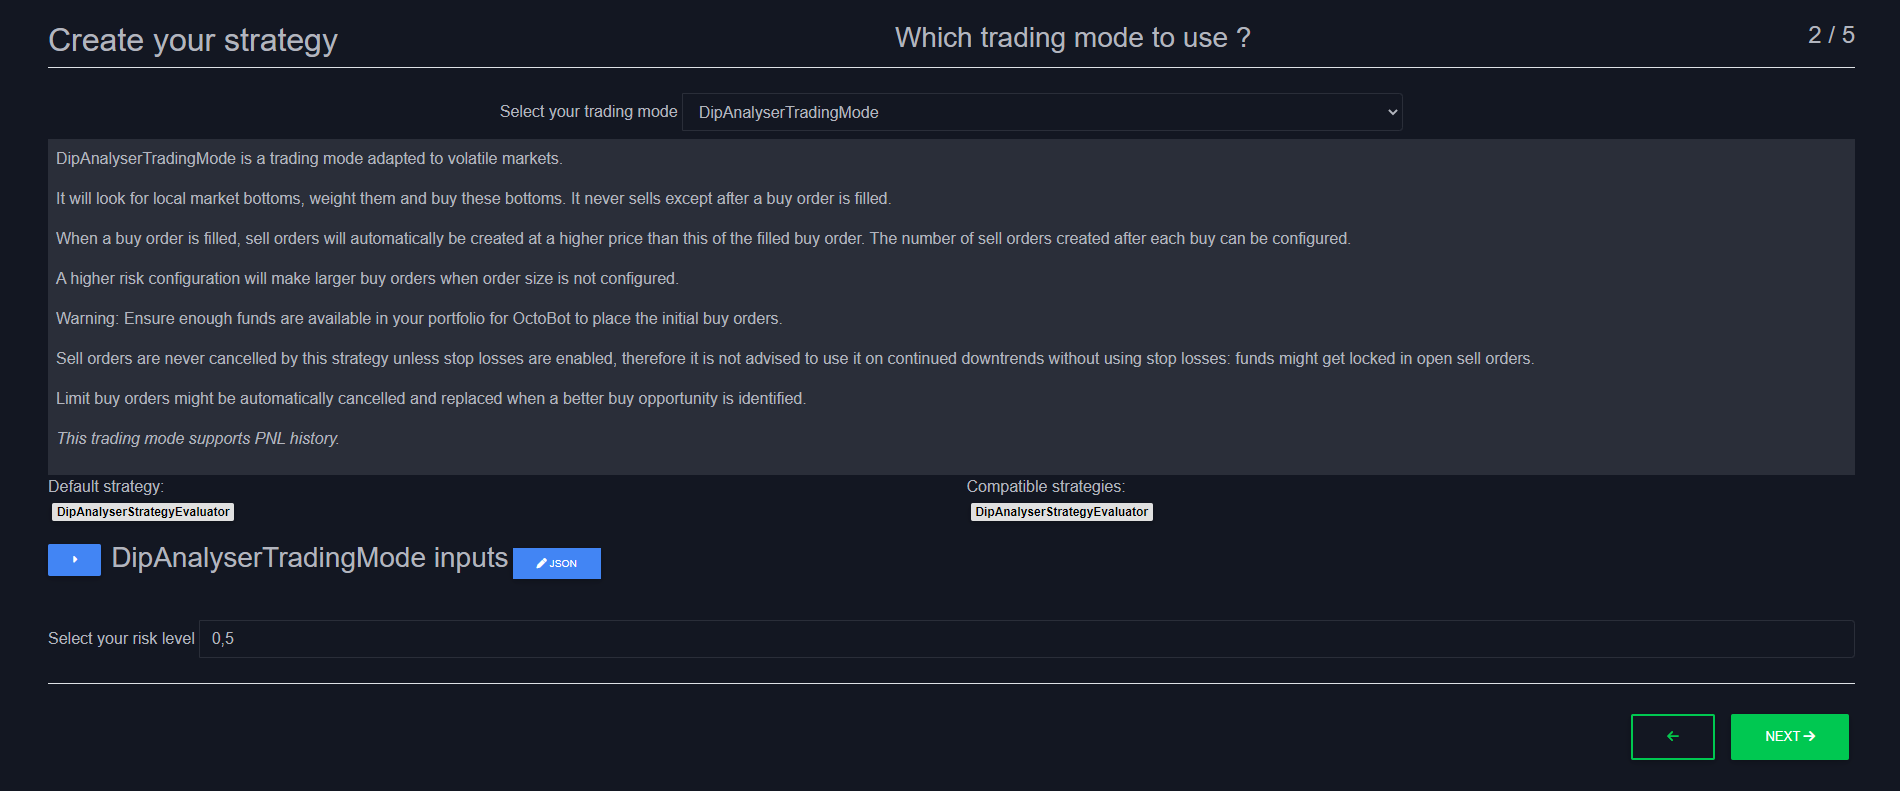 Create your strategy
Which trading mode to use ?
2 / 5
Select your trading mode
DipAnalyserTradingMode
DipAnalyserTradingMode is a trading mode adapted to volatile markets.
It will look for local market bottoms, weight them and buy these bottoms. It never sells except after a buy order is filled.
When a buy order is filled, sell orders will automatically be created at a higher price than this of the filled buy order. The number of sell orders created after each buy can be configured.
A higher risk configuration will make larger buy orders when order size is not configured.
Warning: Ensure enough funds are available in your portfolio for OctoBot to place the initial buy orders.
Sell orders are never cancelled by this strategy unless stop losses are enabled, therefore it is not advised to use it on continued downtrends without using stop losses: funds might get locked in open sell orders.
Limit buy orders might be automatically cancelled and replaced when a better buy opportunity is identified.
This trading mode supports PNL history.
Default strategy:
DipAnalyserStrategyEvaluator
Compatible strategies:
DipAnalyserStrategyEvaluator
DipAnalyserTradingMode inputs
JSON
Select your risk level
0,5
NEXT